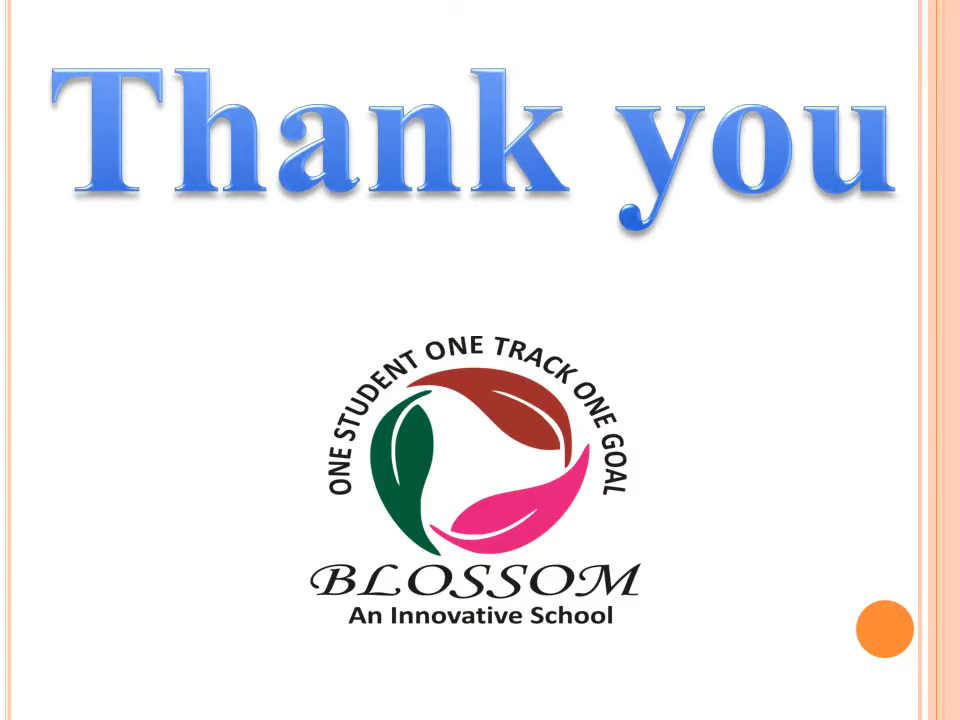 Thank you
ONE STUDENT ONE TRACK ONE GOAL
BLOSSOM
An Innovative School